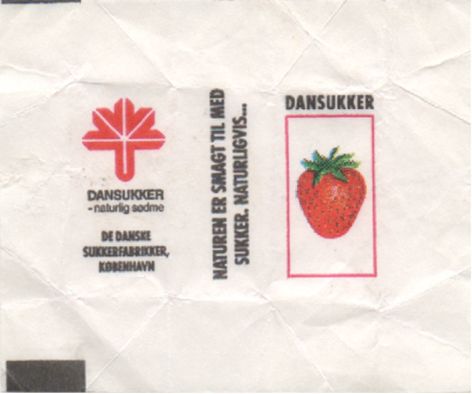 DANSUKKER
- naturlig sødme
DE DANSKE
SUKKERFABRIKKER,
KØBENHAVN
NATUREN ER SMAGT TIL MED
SUKKER. NATURLIGVIS...
DANSUKKER